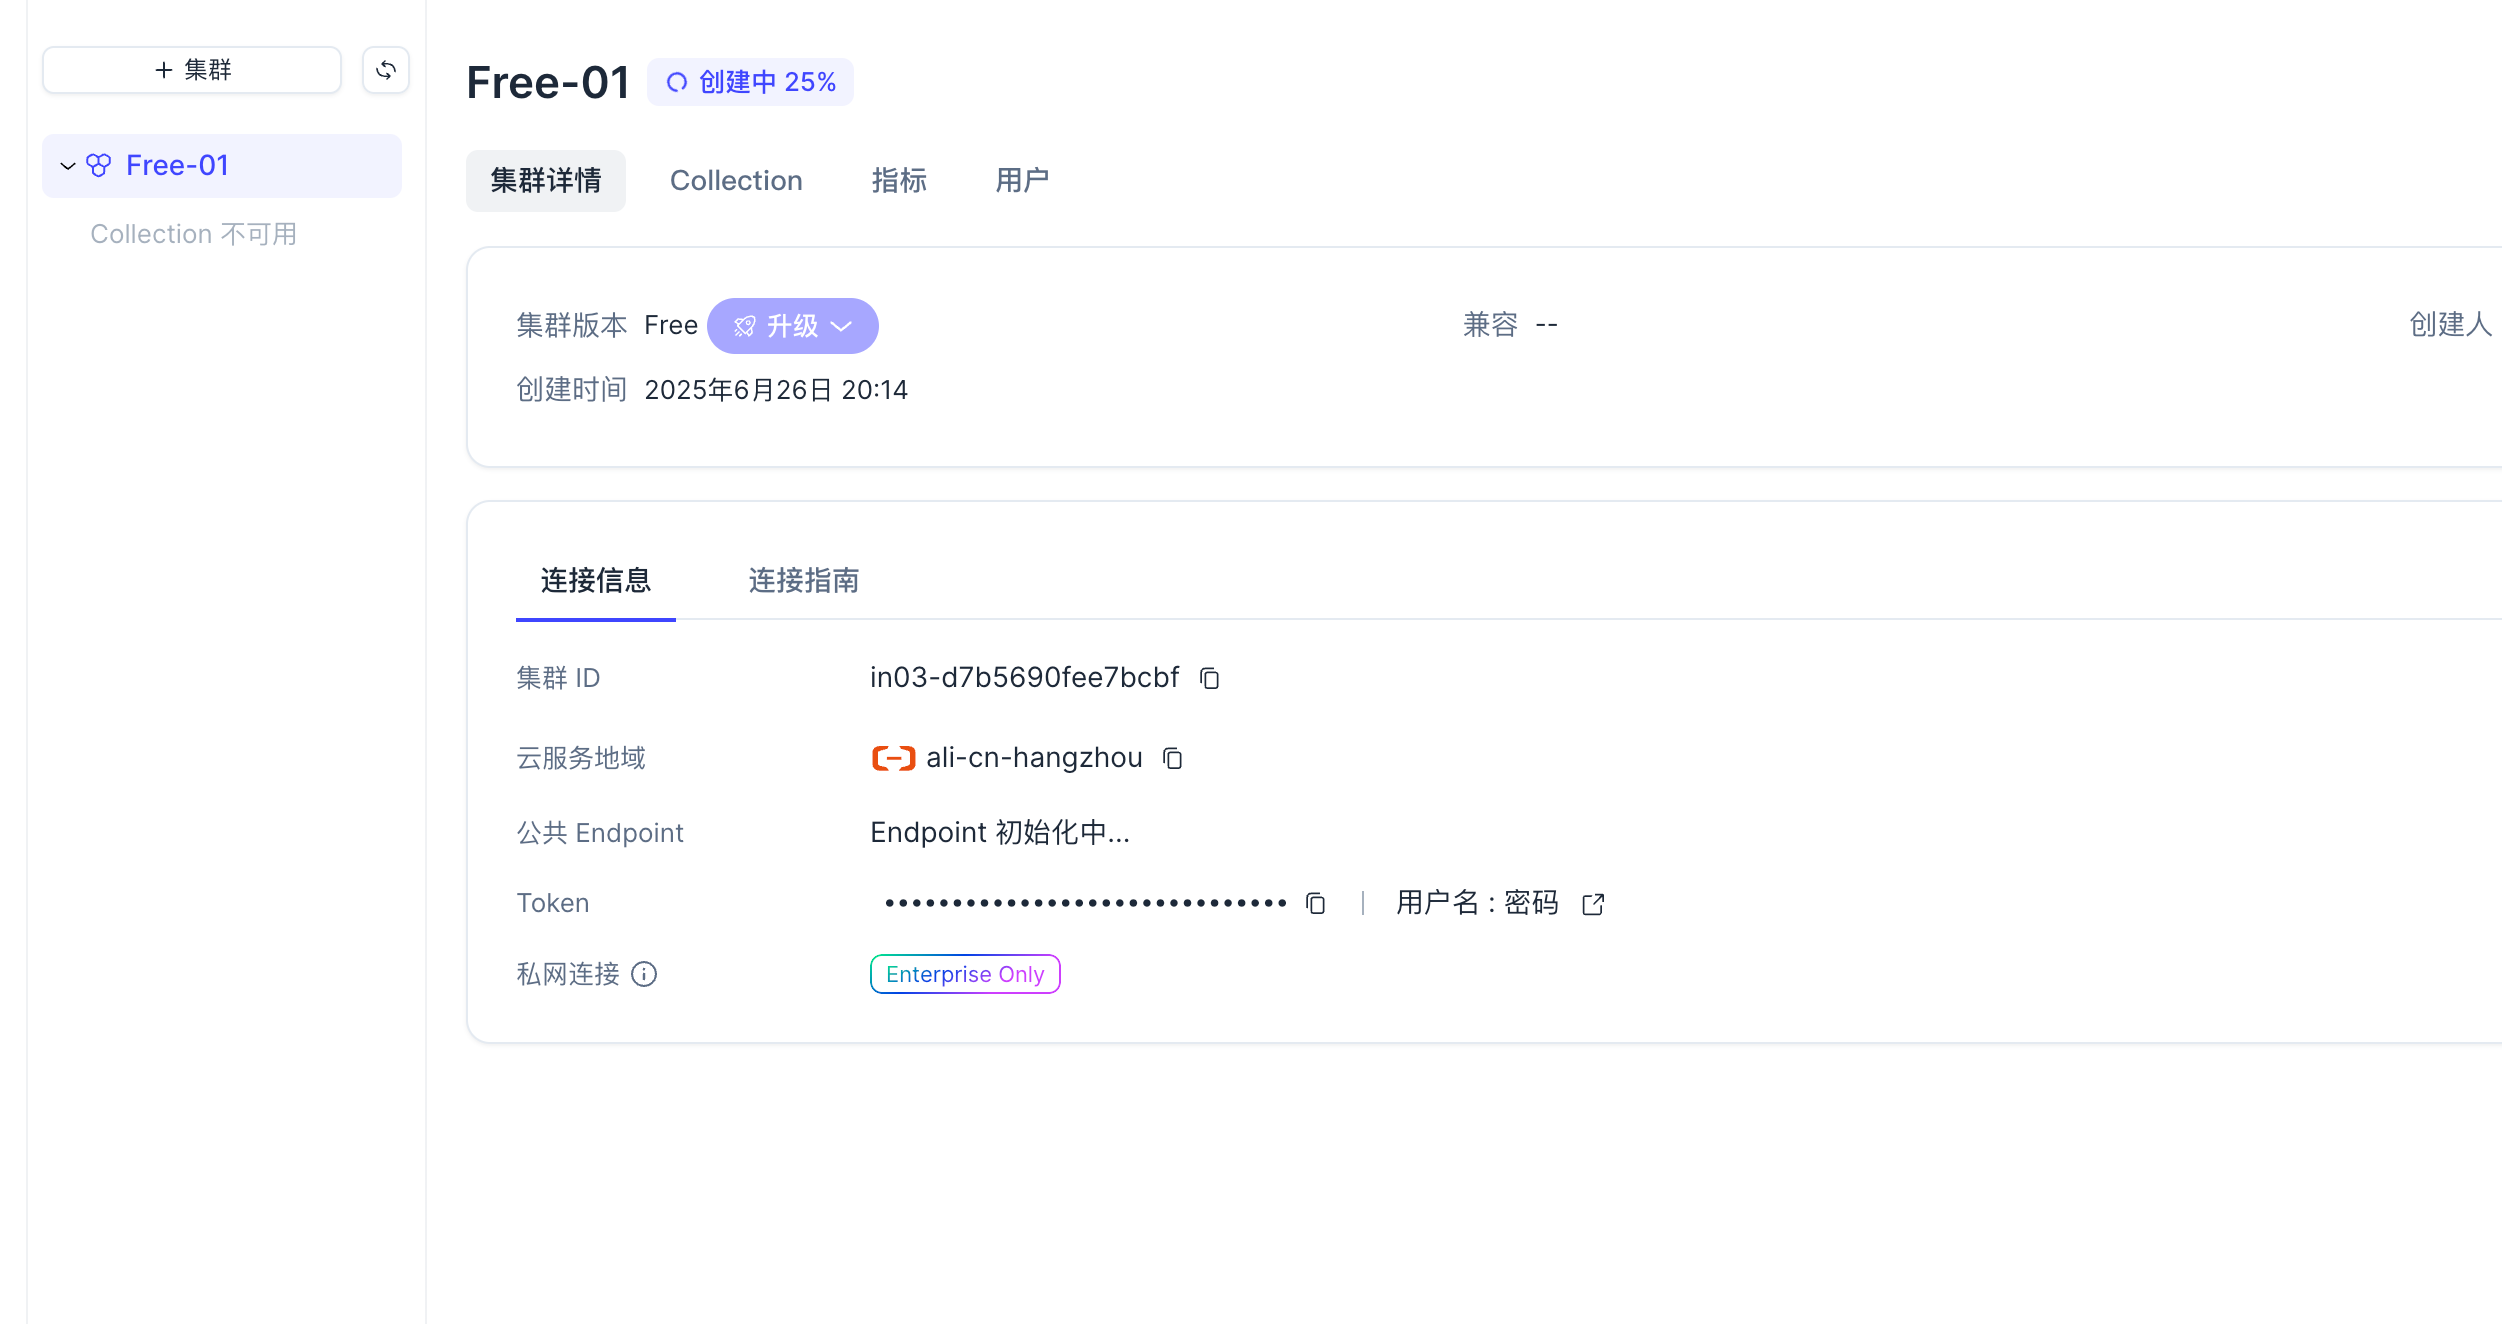 集群
Free-01
Collection 不可用
Free-01 创建中 25%
集群详情 Collection 指标 用户
集群版本 Free 升级 兼容 -- 创建人
创建时间 2025年6月26日 20:14
连接信息 连接指南
集群 ID in03-d7b5690fee7bcbf
云服务地域 ali-cn-hangzhou
公共 Endpoint Endpoint 初始化中...
Token •••••••••••••••••••••••••••••• | 用户名 : 密码
私网连接 Enterprise Only